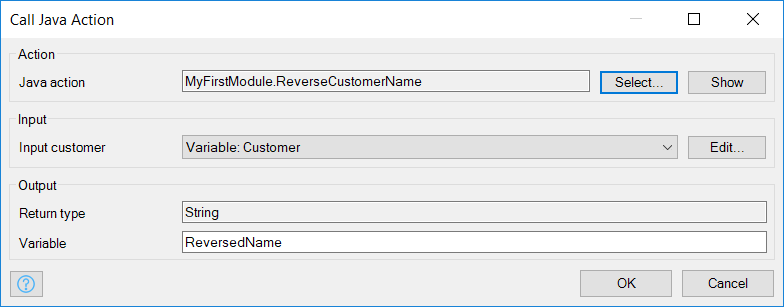 Call Java Action
Action
Java action MyFirstModule.ReverseCustomerName Select... Show
Input
Input customer Variable: Customer Edit...
Output
Return type String
Variable ReversedName
? OK Cancel